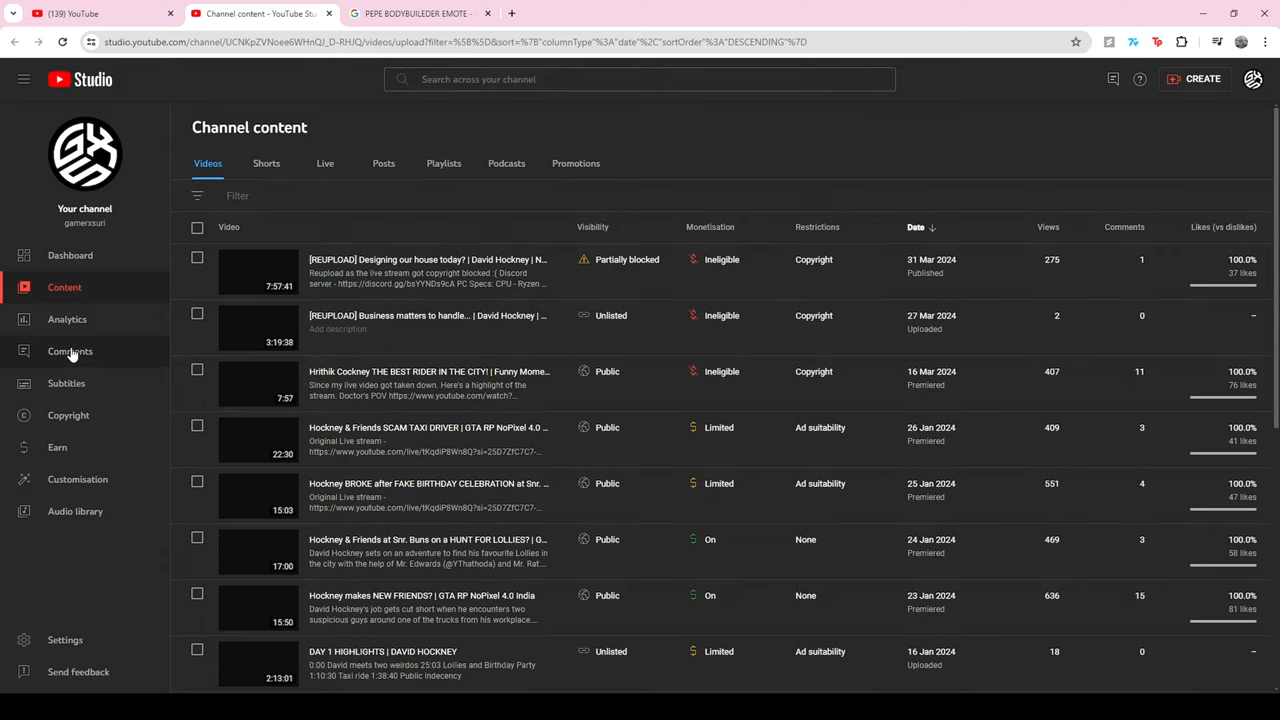 (139) YouTube
Channel content - YouTube Stu
PEPE BODYBUILEDER EMOTE -
studio.youtube.com/channel/UCNKpZVNoee6WHnQJ_D-RHJQ/videos/upload?filter=%5B%5D&sort=%7B"columnType"%3A"date"%2C"sortOrder"%3A"DESCENDING"%7D
Studio
Search across your channel
CREATE
GXS
Your channel
gamerxsuri
Dashboard
Content
Analytics
Comments
Subtitles
Copyright
Earn
Customisation
Audio library
Settings
Send feedback
Channel content
Videos Shorts Live Posts Playlists Podcasts Promotions
Filter
Video Visibility Monetisation Restrictions Date Views Comments Likes (vs dislikes)
[REUPLOAD] Designing our house today? | David Hockney | N... Partially blocked Ineligible Copyright 31 Mar 2024 275 1 100.0%
Reupload as the live stream got copyright blocked :( Discord Published 37 likes
server - https://discord.gg/bsYYNDs9cA PC Specs: CPU - Ryzen
7:57:41
[REUPLOAD] Business matters to handle... | David Hockney | ... Unlisted Ineligible Copyright 27 Mar 2024 2 0 –
Add description Uploaded
3:19:38
Hrithik Cockney THE BEST RIDER IN THE CITY! | Funny Mome... Public Ineligible Copyright 16 Mar 2024 407 11 100.0%
Since my live video got taken down. Here's a highlight of the Premiered 76 likes
stream. Doctor's POV https://www.youtube.com/watch?...
7:57
Hockney & Friends SCAM TAXI DRIVER | GTA RP NoPixel 4.0 ... Public Limited Ad suitability 26 Jan 2024 409 3 100.0%
Original Live stream - Premiered 41 likes
https://www.youtube.com/live/tKqdiP8Wn8Q?si=25D7ZfC7C7-...
22:30
Hockney BROKE after FAKE BIRTHDAY CELEBRATION at Snr. ... Public Limited Ad suitability 25 Jan 2024 551 4 100.0%
Original Live stream - Premiered 47 likes
https://www.youtube.com/live/tKqdiP8Wn8Q?si=25D7ZfC7C7-...
15:03
Hockney & Friends at Snr. Buns on a HUNT FOR LOLLIES? | G... Public On None 24 Jan 2024 469 3 100.0%
David Hockney sets on an adventure to find his favourite Lollies in Premiered 58 likes
the city with the help of Mr. Edwards (@YThathoda) and Mr. Rat...
17:00
Hockney makes NEW FRIENDS? | GTA RP NoPixel 4.0 India Public On None 23 Jan 2024 636 15 100.0%
David Hockney's job gets cut short when he encounters two Premiered 81 likes
suspicious guys around one of the trucks from his workplace...
15:50
DAY 1 HIGHLIGHTS | DAVID HOCKNEY Unlisted Limited Ad suitability 16 Jan 2024 18 0 –
0:00 David meets two weirdos 25:03 Lollies and Birthday Party Uploaded
1:10:30 Taxi ride 1:38:40 Public indecency
2:13:01